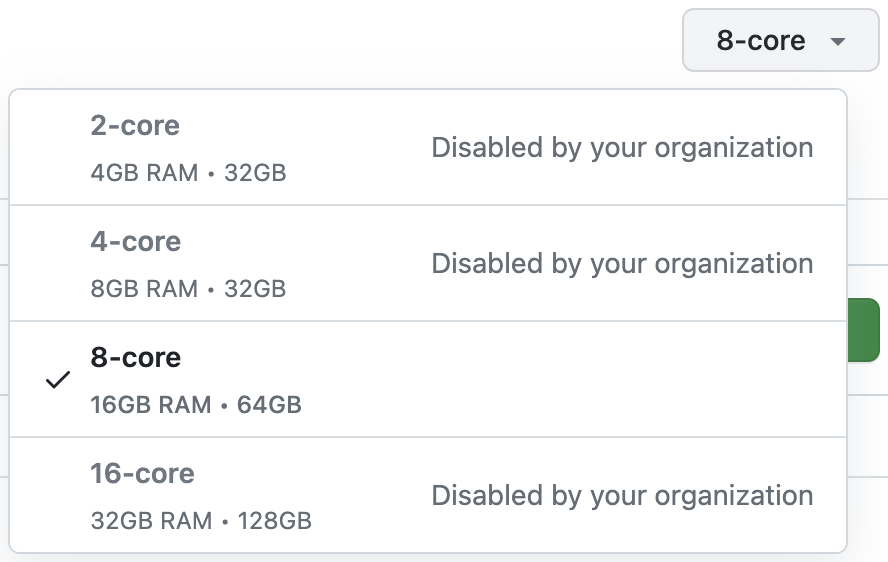 8-core
2-core
Disabled by your organization
4GB RAM • 32GB
4-core
Disabled by your organization
8GB RAM • 32GB
8-core
16GB RAM • 64GB
16-core
Disabled by your organization
32GB RAM • 128GB